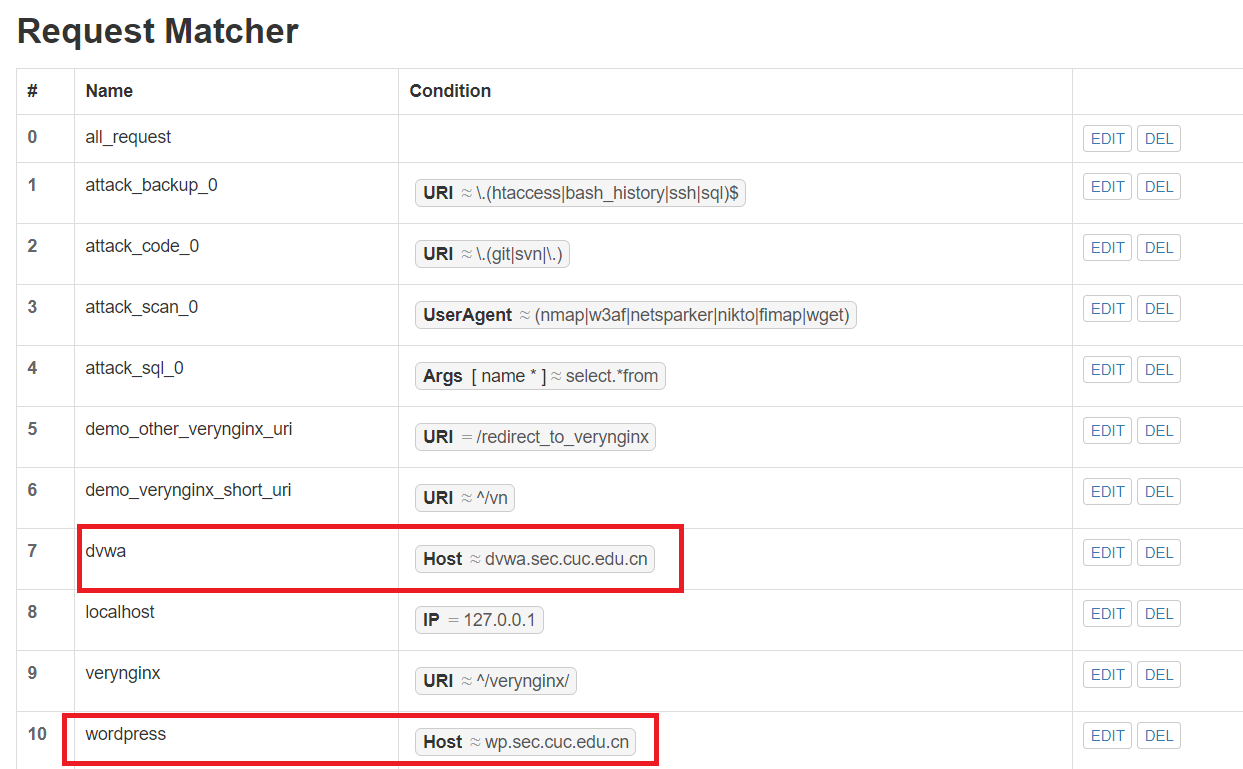 Request Matcher
# Name Condition
0 all_request EDIT DEL
1 attack_backup_0 URI ≈ \.(htaccess|bash_history|ssh|sql)$ EDIT DEL
2 attack_code_0 URI ≈ \.(git|svn|\.) EDIT DEL
3 attack_scan_0 UserAgent ≈ (nmap|w3af|netsparker|nikto|fimap|wget) EDIT DEL
4 attack_sql_0 Args [ name * ] ≈ select.*from EDIT DEL
5 demo_other_verynginx_uri URI = /redirect_to_verynginx EDIT DEL
6 demo_verynginx_short_uri URI ≈ ^/vn EDIT DEL
7 dvwa Host ≈ dvwa.sec.cuc.edu.cn EDIT DEL
8 localhost IP = 127.0.0.1 EDIT DEL
9 verynginx URI ≈ ^/verynginx/ EDIT DEL
10 wordpress Host ≈ wp.sec.cuc.edu.cn EDIT DEL